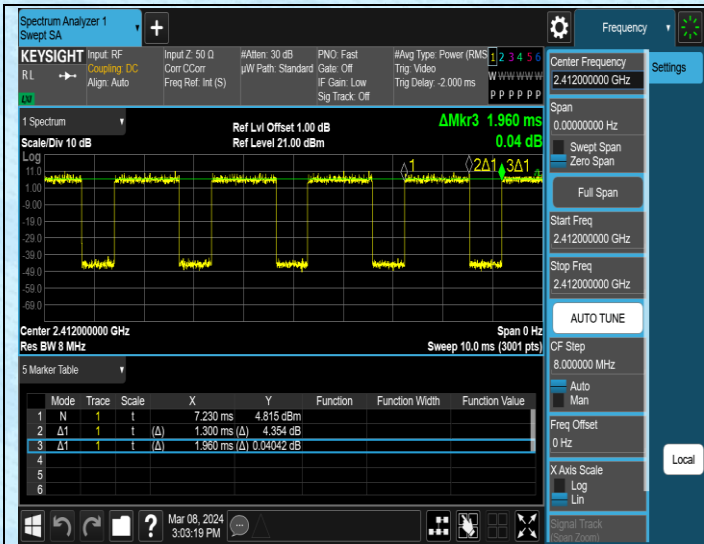 Spectrum Analyzer 1
Swept SA
Frequency
KEYSIGHT Input: RF
Coupling: DC
Align: Auto
RL
LXI
Input Z: 50 Ω
Corr CCorr
Freq Ref: Int (S)
#Atten: 30 dB
µW Path: Standard
PNO: Fast
Gate: Off
IF Gain: Low
Sig Track: Off
#Avg Type: Power (RMS
Trig: Video
Trig Delay: -2.000 ms
1 2 3 4 5 6
W W W W W W
P P P P P P
Center Frequency
2.412000000 GHz
Settings
Span
0.00000000 Hz
Swept Span
Zero Span
Full Span
Start Freq
2.412000000 GHz
Stop Freq
2.412000000 GHz
AUTO TUNE
CF Step
8.000000 MHz
Auto
Man
Freq Offset
0 Hz
X Axis Scale
Log
Lin
Signal Track
(Span Zoom)
Local
1 Spectrum
Scale/Div 10 dB
Ref Lvl Offset 1.00 dB
Ref Level 21.00 dBm
ΔMkr3 1.960 ms
0.04 dB
Log
11.0
1.00
-9.00
-19.0
-29.0
-39.0
-49.0
-59.0
-69.0
1
2Δ1
3Δ1
Center 2.412000000 GHz
Res BW 8 MHz
Span 0 Hz
Sweep 10.0 ms (3001 pts)
5 Marker Table
Mode Trace Scale X Y Function Function Width Function Value
1 N 1 t 7.230 ms 4.815 dBm
2 Δ1 1 t (Δ) 1.300 ms (Δ) 4.354 dB
3 Δ1 1 t (Δ) 1.960 ms (Δ) 0.04042 dB
4
5
6
?
Mar 08, 2024
3:03:19 PM